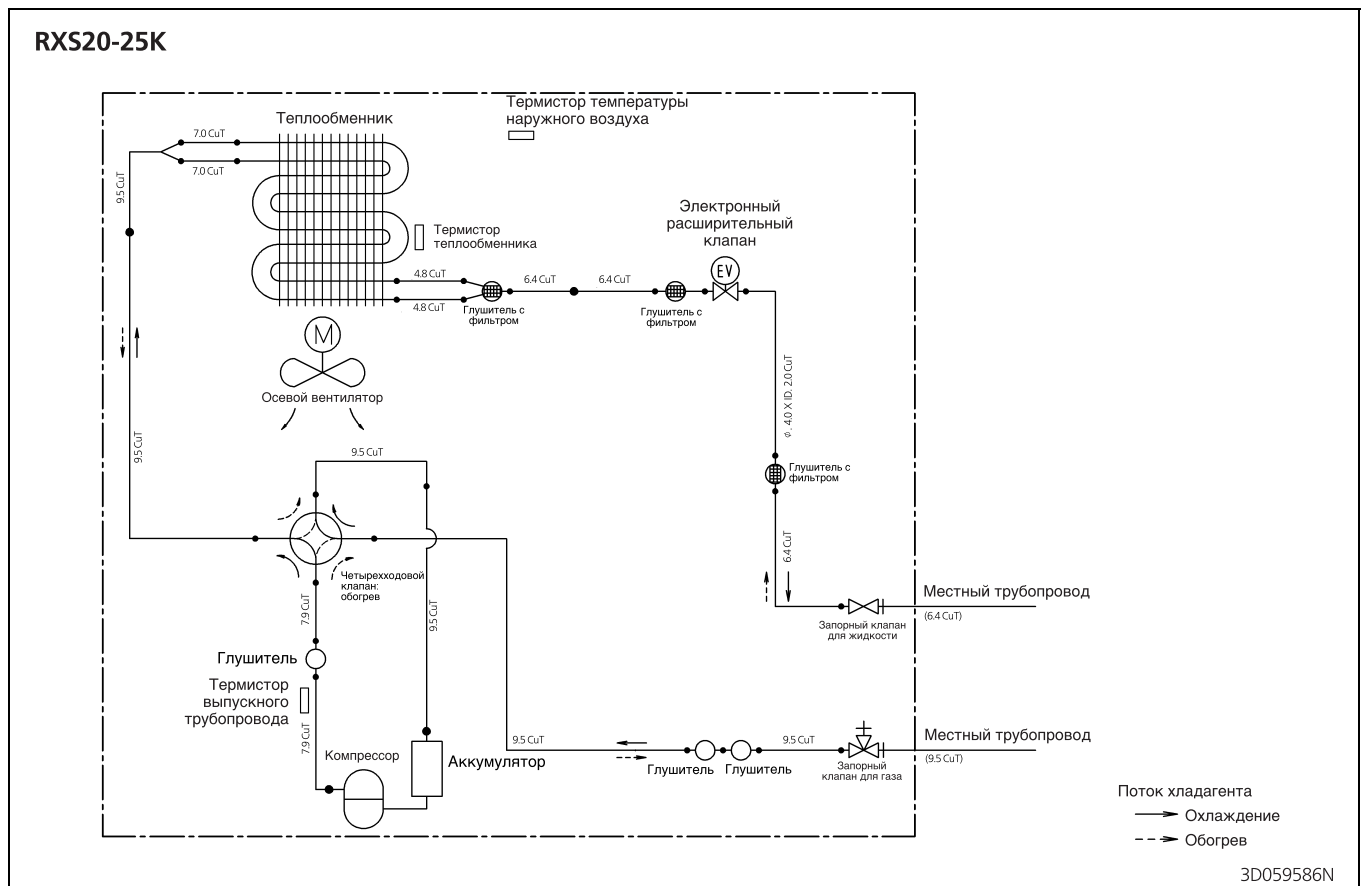 RXS20-25K
Термистор температуры
наружного воздуха
Теплообменник
7.0 CuT
7.0 CuT
9.5 CuT
Электронный
расширительный
клапан
Термистор
теплообменника
EV
4.8 CuT
6.4 CuT
6.4 CuT
4.8 CuT
Глушитель с
фильтром
Глушитель с
фильтром
M
ø. 4.0 X ID. 2.0 CuT
Осевой вентилятор
9.5 CuT
9.5 CuT
Глушитель с
фильтром
6.4 CuT
Четырехходовой
клапан:
обогрев
7.9 CuT
9.5 CuT
Местный трубопровод
(6.4 CuT)
Запорный клапан
для жидкости
Глушитель
Термистор
выпускного
трубопровода
7.9 CuT
Компрессор
Аккумулятор
9.5 CuT
9.5 CuT
Глушитель
Глушитель
Запорный
клапан для газа
Местный трубопровод
(9.5 CuT)
Поток хладагента
Охлаждение
Обогрев
3D059586N